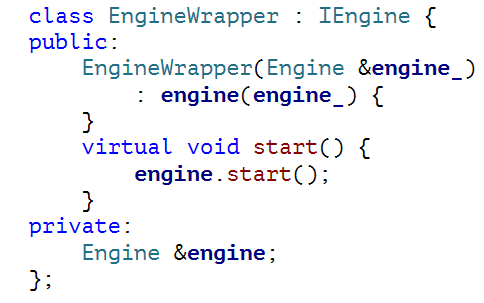 class EngineWrapper : IEngine {
public:
    EngineWrapper(Engine &engine_)
        : engine(engine_) {
    }
    virtual void start() {
        engine.start();
    }
private:
    Engine &engine;
};